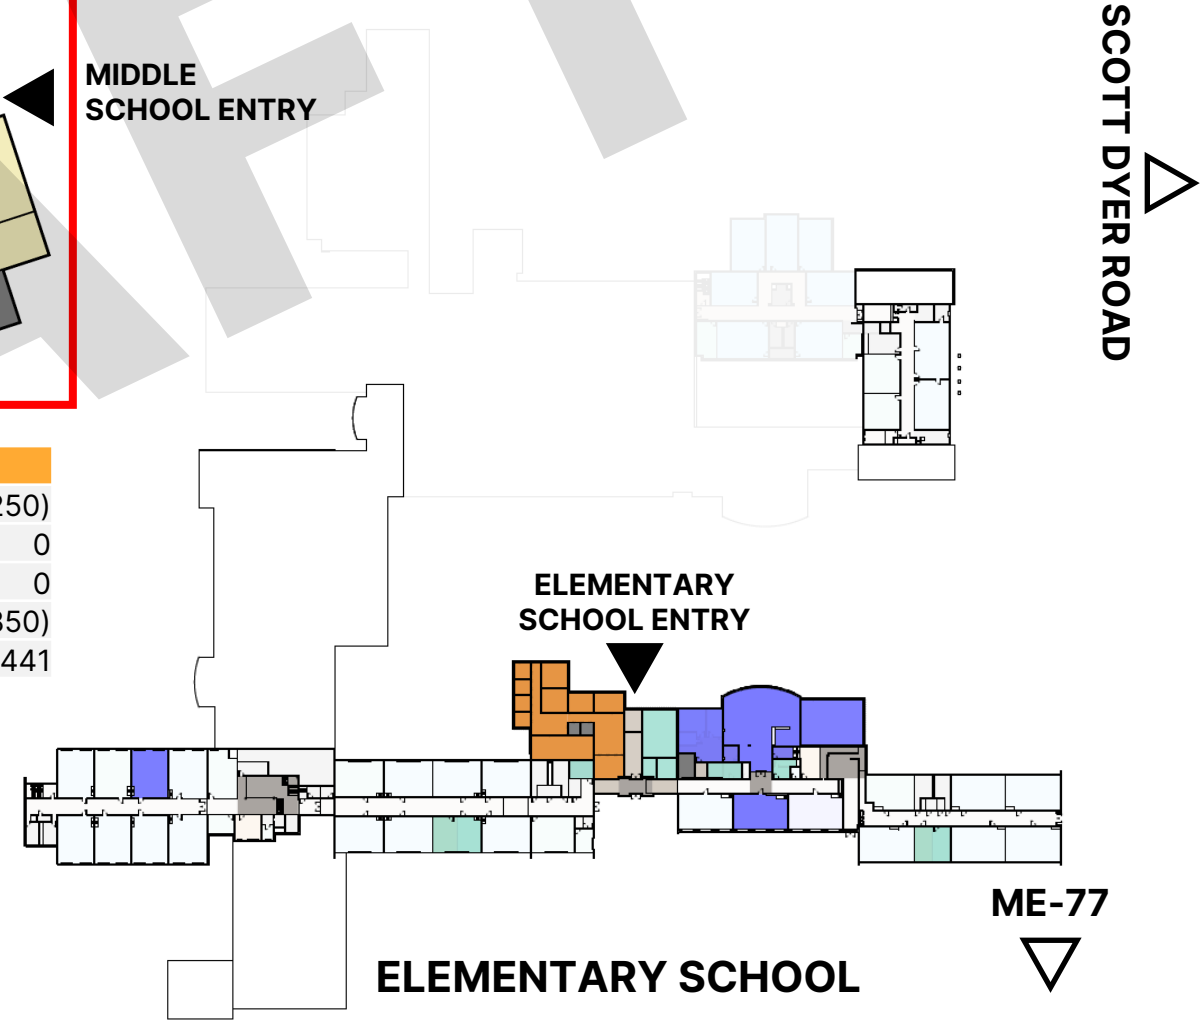 MIDDLE
SCHOOL ENTRY
SCOTT DYER ROAD
250)
0
0
350)
441
ELEMENTARY
SCHOOL ENTRY
ME-77
ELEMENTARY SCHOOL